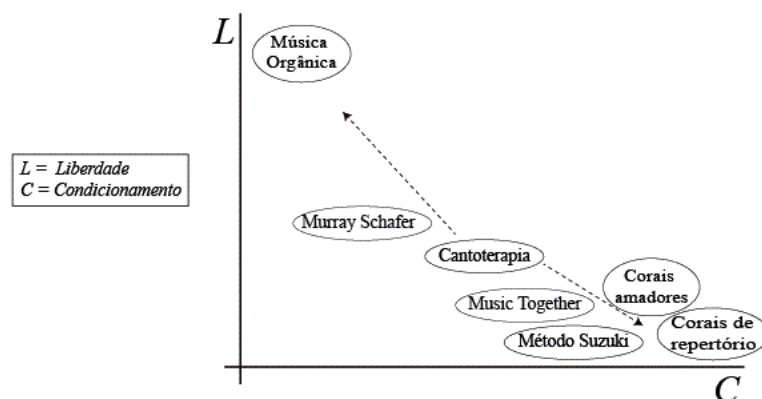 L
Música
Orgânica
L = Liberdade
C = Condicionamento
Murray Schafer
Cantoterapia
Corais
amadores
Music Together
Corais de
repertório
Método Suzuki
C